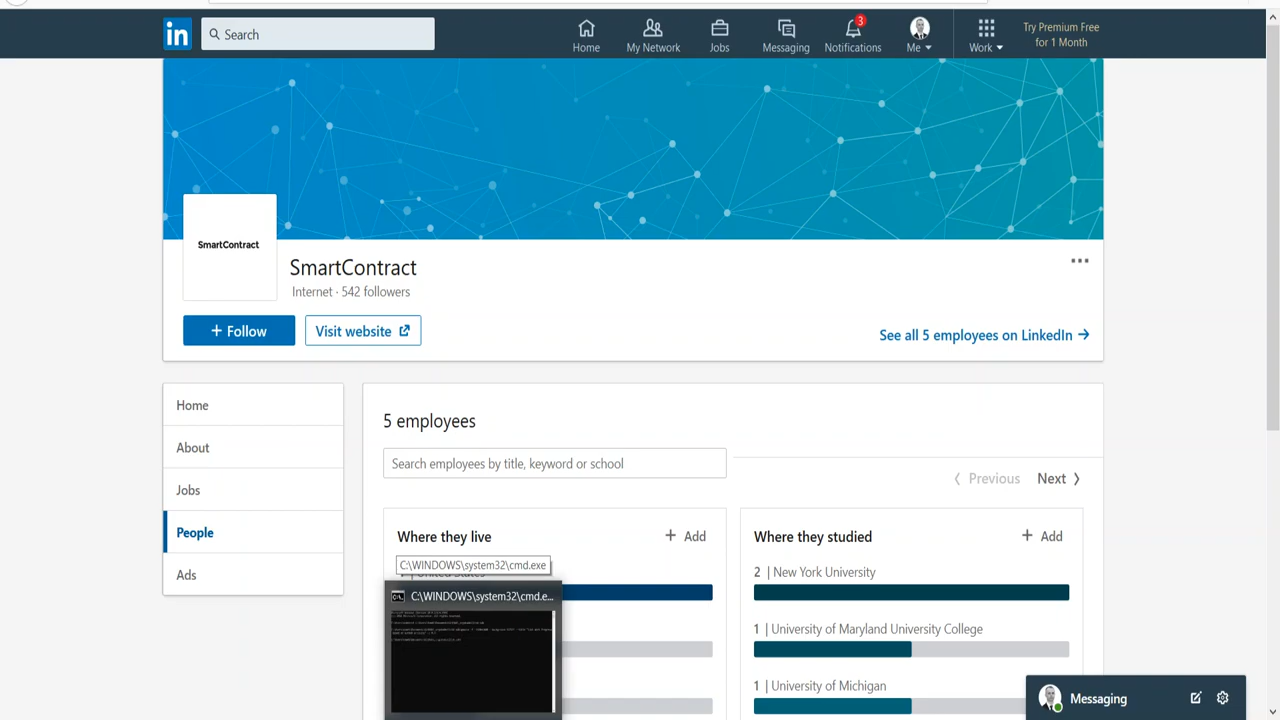 in
Search
Home
My Network
Jobs
Messaging
3
Notifications
Me
Work
Try Premium Free
for 1 Month
SmartContract
SmartContract
Internet · 542 followers
+ Follow
Visit website
See all 5 employees on LinkedIn →
Home
About
Jobs
People
Ads
5 employees
Search employees by title, keyword or school
Previous
Next
Where they live
+ Add
C:\WINDOWS\system32\cmd.exe
United States
C:\WINDOWS\system32\cmd.e...
Where they studied
+ Add
2 | New York University
1 | University of Maryland University College
1 | University of Michigan
Messaging